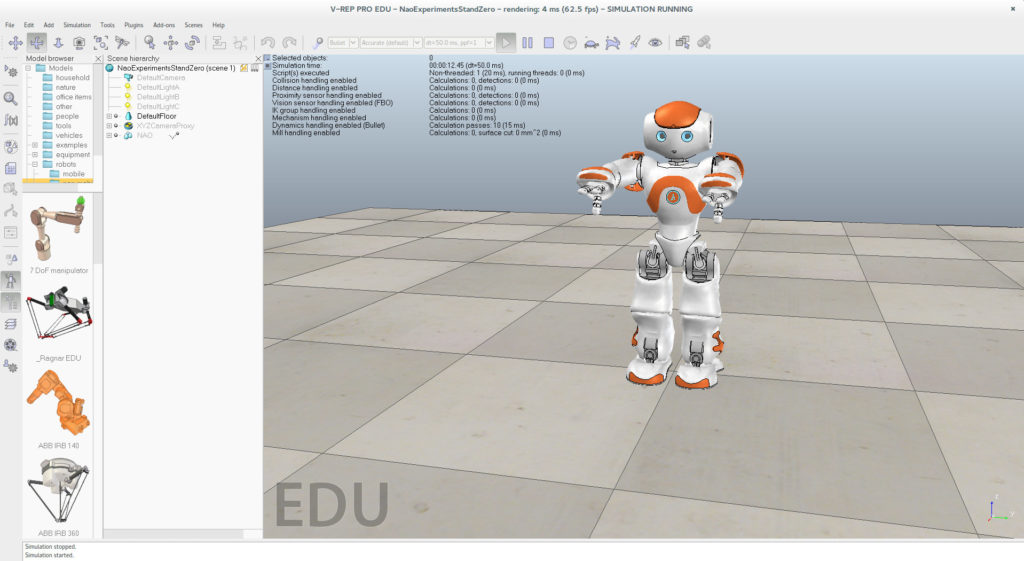 V-REP PRO EDU - NaoExperimentsStandZero - rendering: 4 ms (62.5 fps) - SIMULATION RUNNING
File Edit Add Simulation Tools Plugins Add-ons Scenes Help
Bullet Accurate (default) dt=50.0 ms, ppf=1
Model browser
Models
household
nature
office items
other
people
tools
vehicles
examples
equipment
robots
mobile
7 DoF manipulator
_Ragnar EDU
ABB IRB 140
ABB IRB 360
Scene hierarchy
NaoExperimentsStandZero (scene 1)
DefaultCamera
DefaultLightA
DefaultLightB
DefaultLightC
DefaultFloor
XYZCameraProxy
NAO
Selected objects: 0
Simulation time: 00:00:12.45 (dt=50.0 ms)
Script(s) executed Non-threaded: 1 (20 ms), running threads: 0 (0 ms)
Collision handling enabled Calculations: 0, detections: 0 (0 ms)
Distance handling enabled Calculations: 0 (0 ms)
Proximity sensor handling enabled Calculations: 0, detections: 0 (0 ms)
Vision sensor handling enabled (FBO) Calculations: 0, detections: 0 (0 ms)
IK group handling enabled Calculations: 0 (0 ms)
Mechanism handling enabled Calculations: 0 (0 ms)
Dynamics handling enabled (Bullet) Calculation passes: 10 (15 ms)
Mill handling enabled Calculations: 0, surface cut: 0 mm^2 (0 ms)
EDU
z
y
Simulation stopped.
Simulation started.